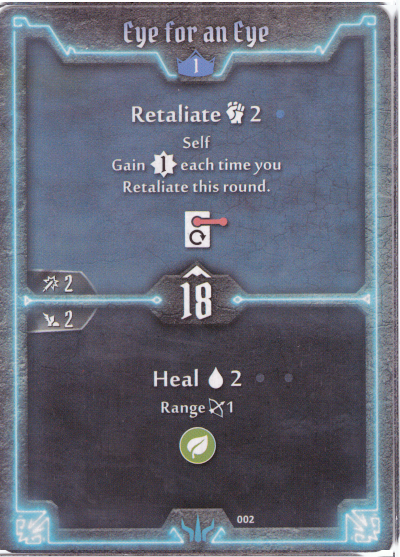 Eye for an Eye
1
Retaliate 2
Self
Gain 1 each time you
Retaliate this round.
2
18
2
Heal 2
Range 1
002